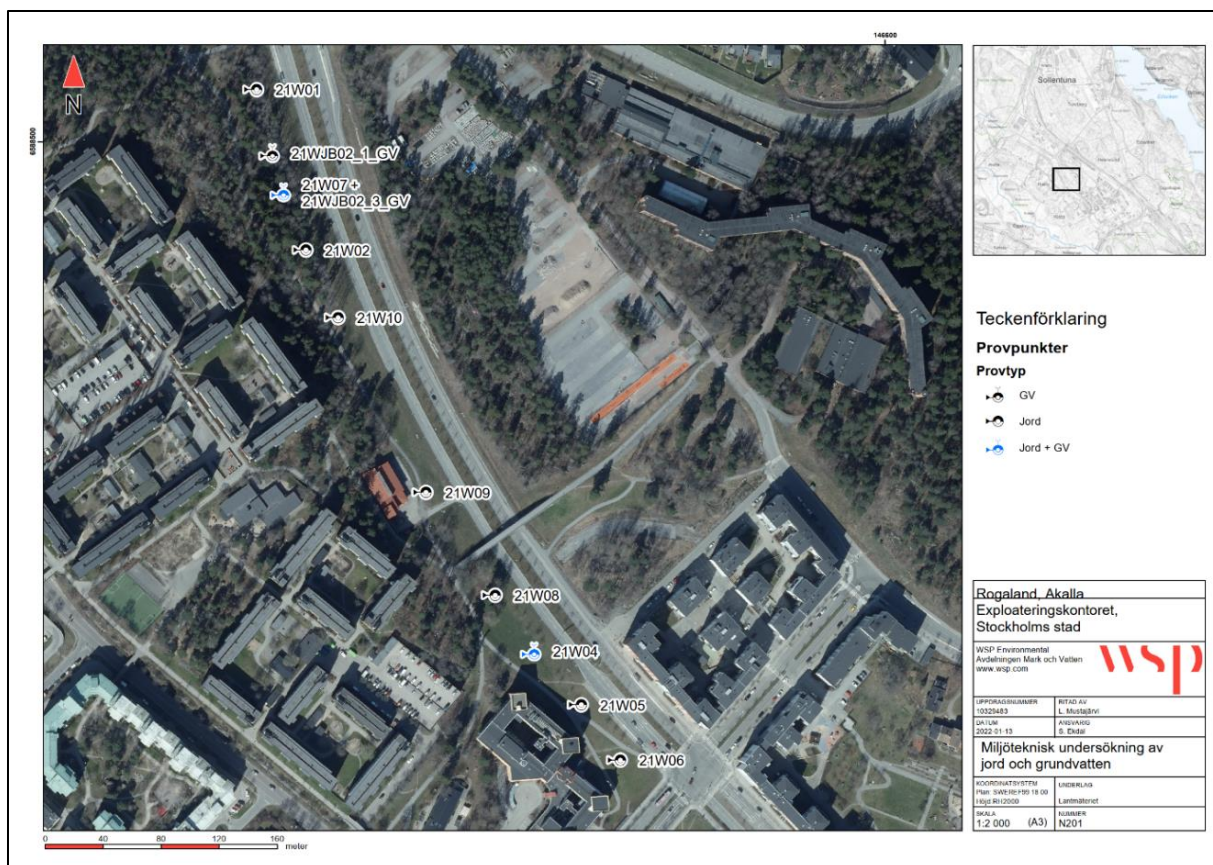 146600
6588500
N
21W01
21WJB02_1_GV
21W07 +
21WJB02_3_GV
21W02
21W10
21W09
21W08
21W04
21W05
21W06
0 40 80 120 160
meter
Sollentuna
Teckenförklaring
Provpunkter
Provtyp
GV
Jord
Jord + GV
Rogaland, Akalla
Exploateringskontoret,
Stockholms stad
WSP Environmental
Avdelningen Mark och Vatten
www.wsp.com
wsp
UPPDRAGSNUMMER
10329483
RITAD AV
L. Mustajärvi
DATUM
2022-01-13
ANSVARIG
S. Ekdal
Miljöteknisk undersökning av
jord och grundvatten
KOORDINATSYSTEM
Plan: SWEREF99 18 00
Höjd:RH2000
UNDERLAG
Lantmäteriet
SKALA
1:2 000 (A3)
NUMMER
N201